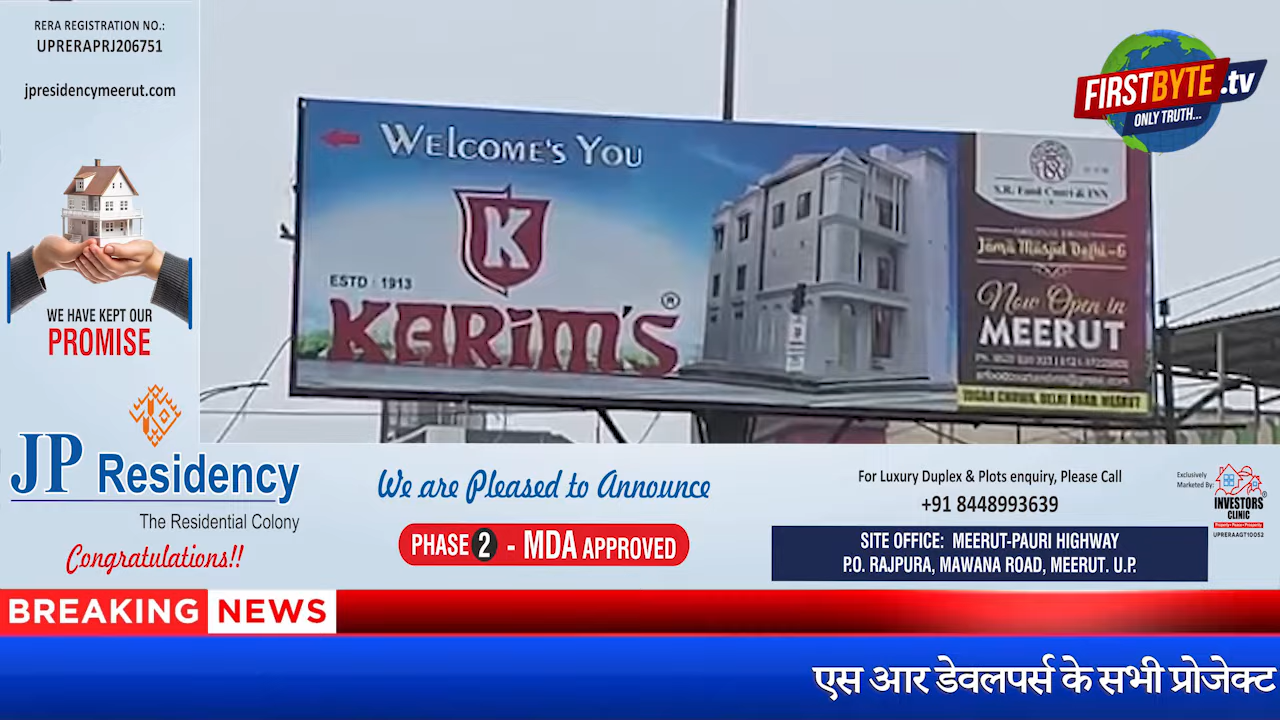 RERA REGISTRATION NO.:
UPRERAPRJ206751
jpresidencymeerut.com
WE HAVE KEPT OUR
PROMISE
FIRSTBYTE.tv
ONLY TRUTH...
WELCOME'S YOU
K
ESTD : 1913
KARIM'S
®
S.R. Food Court & INN
Jama Masjid Delhi-6
Now Open in
MEERUT
JP Residency
The Residential Colony
Congratulations!!
We are Pleased to Announce
PHASE 2 - MDA APPROVED
For Luxury Duplex & Plots enquiry, Please Call
+91 8448993639
SITE OFFICE: MEERUT-PAURI HIGHWAY
P.O. RAJPURA, MAWANA ROAD, MEERUT. U.P.
Exclusively
Marketed By:
INVESTORS®
CLINIC
Property • Peace • Prosperity
UPRERAAGT10052
BREAKING NEWS
एस आर डेवलपर्स के सभी प्रोजेक्ट